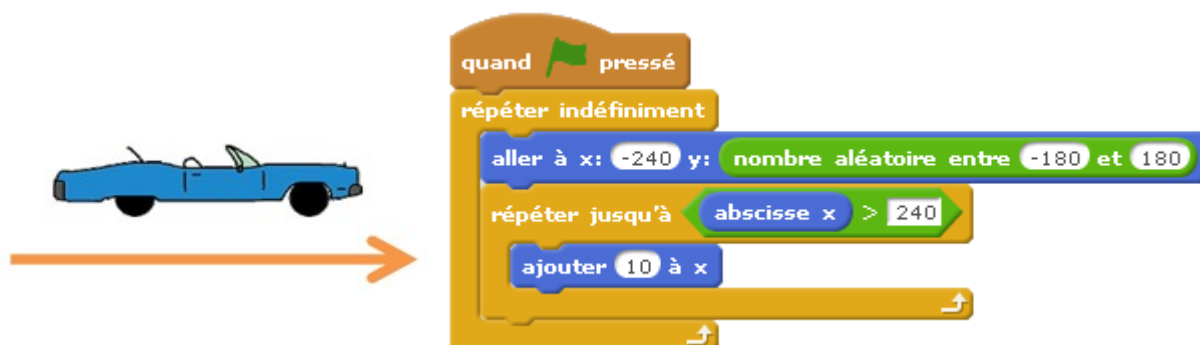 quand pressé
répéter indéfiniment
aller à x: -240 y: nombre aléatoire entre -180 et 180
répéter jusqu'à abscisse x > 240
ajouter 10 à x